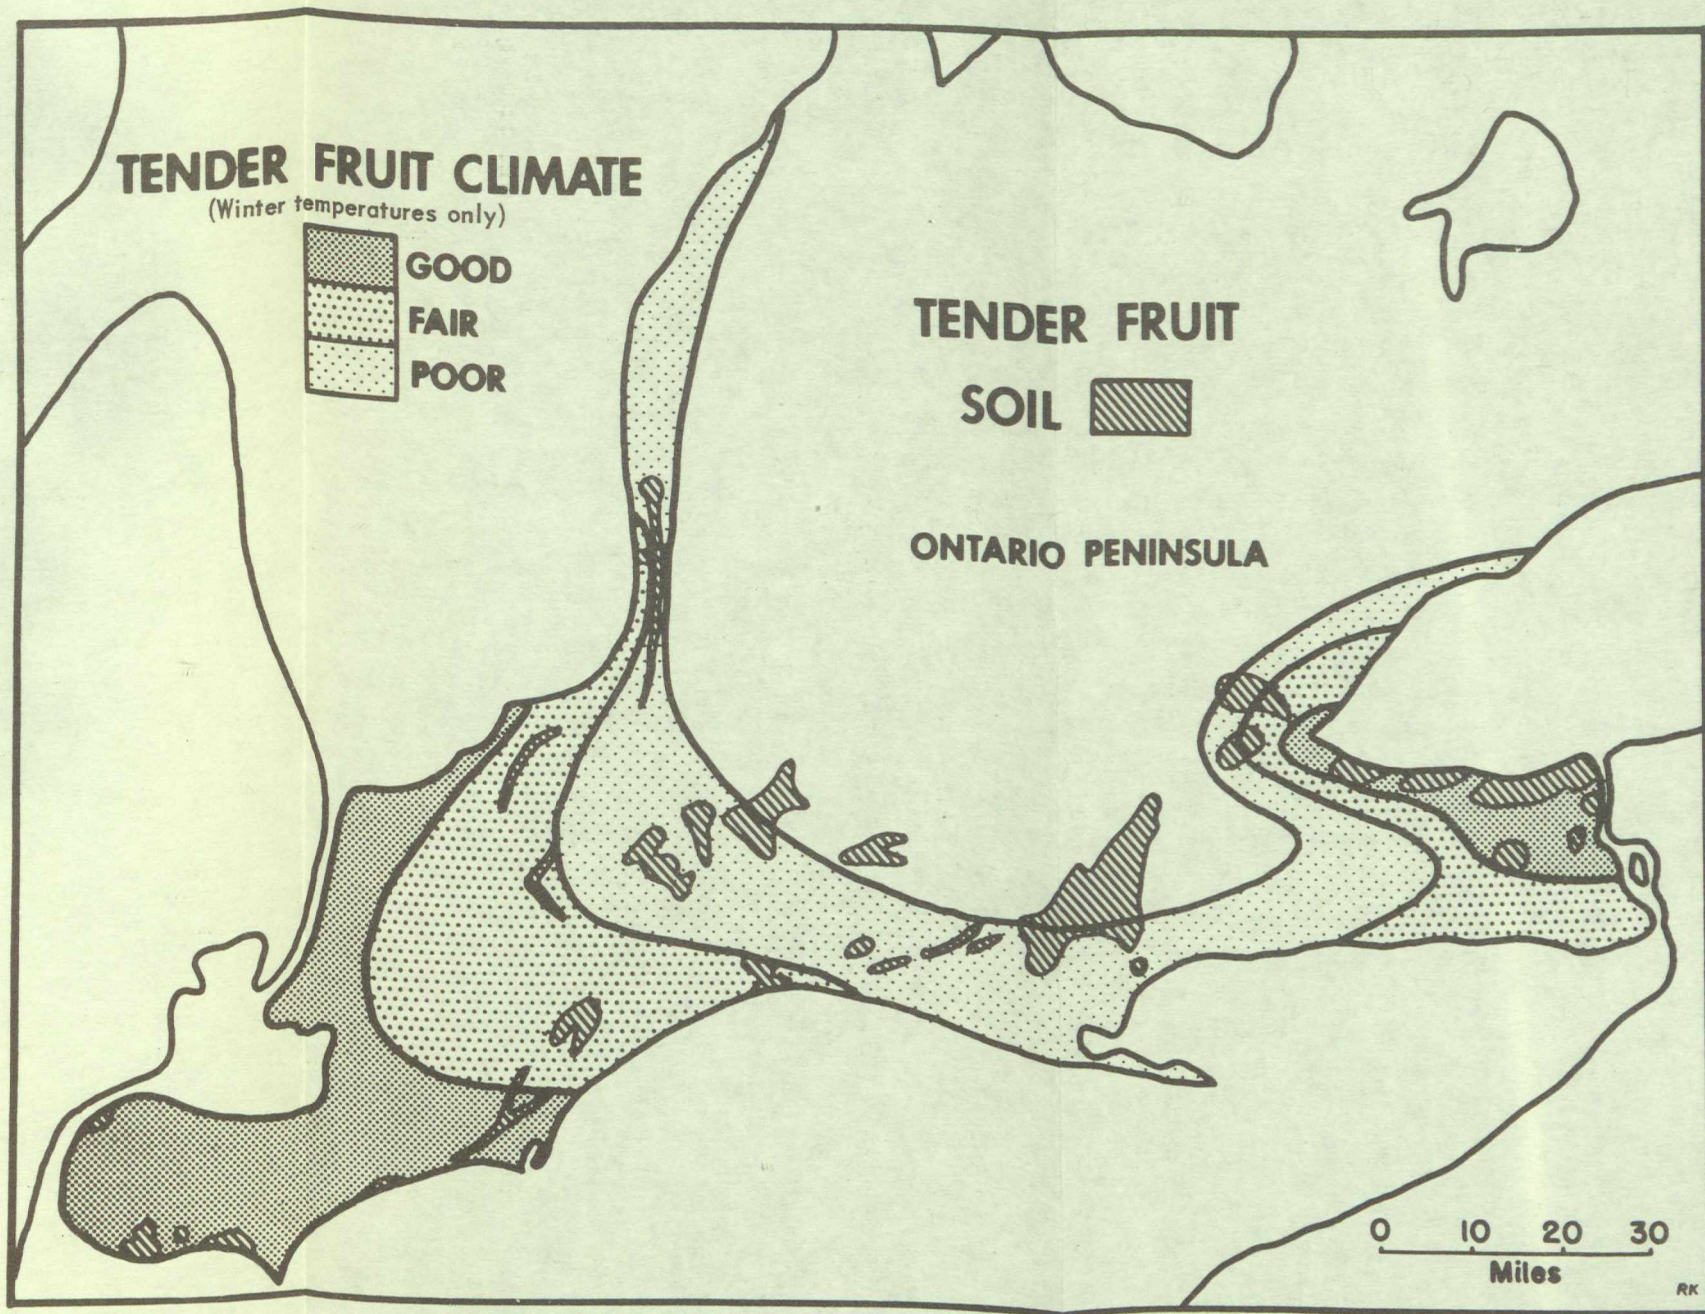 TENDER FRUIT CLIMATE
(Winter temperatures only)
GOOD
FAIR
POOR
TENDER FRUIT
SOIL
ONTARIO PENINSULA
0 10 20 30
Miles
RK